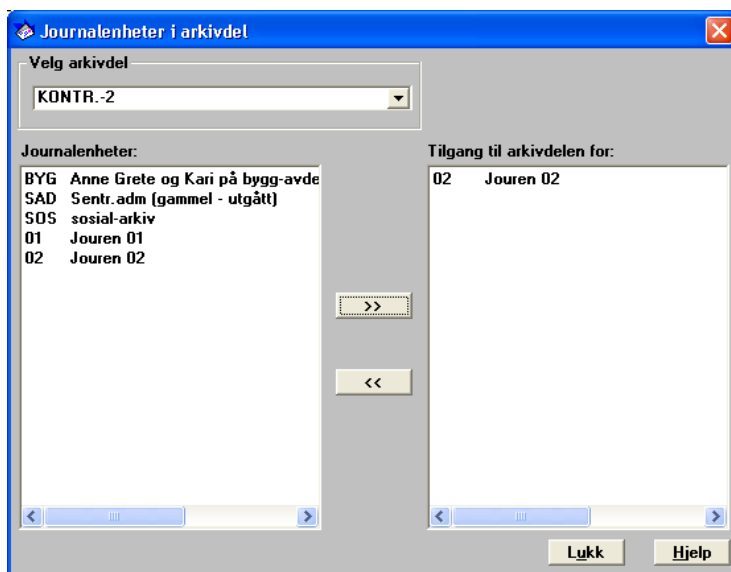 Journalenheter i arkivdel
Velg arkivdel
KONTR.-2
Journalenheter:
BYG Anne Grete og Kari på bygg-avde
SAD Sentr.adm (gammel - utgått)
SOS sosial-arkiv
01 Jouren 01
02 Jouren 02
>>
<<
Tilgang til arkivdelen for:
02 Jouren 02
Lukk
Hjelp